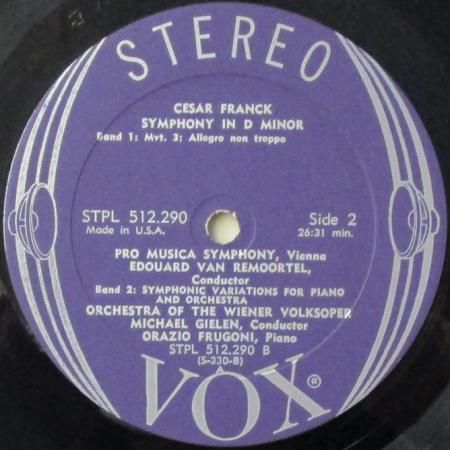 STEREO
CESAR FRANCK
SYMPHONY IN D MINOR
Band 1: Mvt. 3: Allegro non troppo
STPL 512.290
Made in U.S.A.
Side 2
26:31 min.
PRO MUSICA SYMPHONY, Vienna
EDOUARD VAN REMOORTEL,
Conductor
Band 2: SYMPHONIC VARIATIONS FOR PIANO
AND ORCHESTRA
ORCHESTRA OF THE WIENER VOLKSOPER
MICHAEL GIELEN, Conductor
ORAZIO FRUGONI, Piano
STPL 512.290 B
(S-330-B)
VOX®